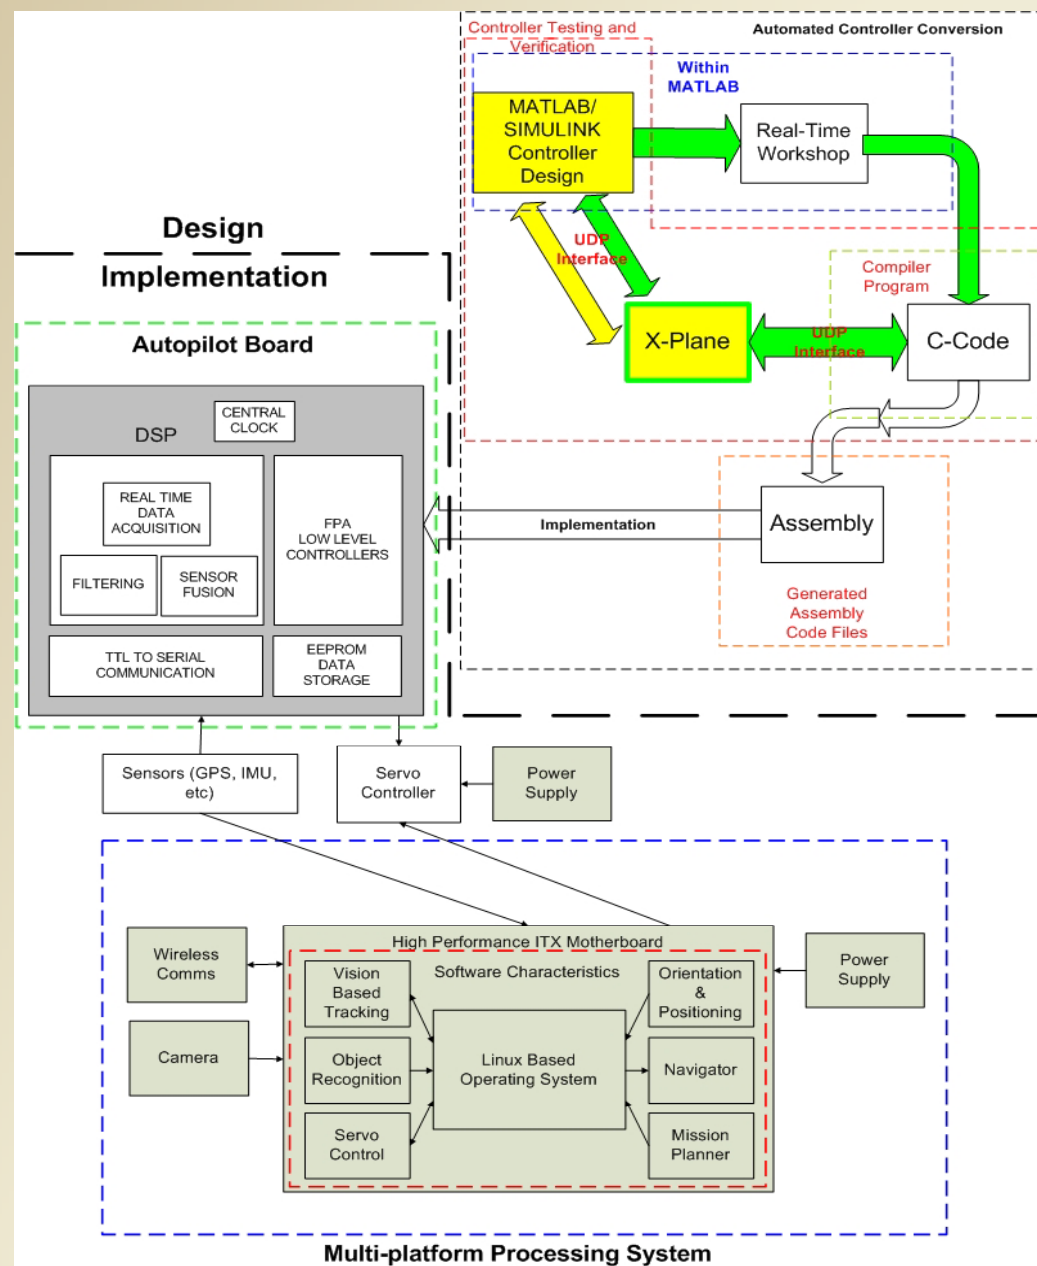 Controller Testing and
Verification
Automated Controller Conversion
Within
MATLAB
MATLAB/
SIMULINK
Controller
Design
Real-Time
Workshop
UDP
Interface
Compiler
Program
X-Plane
UDP
Interface
C-Code
Assembly
Implementation
Generated
Assembly
Code Files
Design
Implementation
Autopilot Board
CENTRAL
CLOCK
DSP
REAL TIME
DATA
ACQUISITION
FILTERING
SENSOR
FUSION
FPA
LOW LEVEL
CONTROLLERS
TTL TO SERIAL
COMMUNICATION
EEPROM
DATA
STORAGE
Sensors (GPS, IMU,
etc)
Servo
Controller
Power
Supply
High Performance ITX Motherboard
Software Characteristics
Wireless
Comms
Camera
Vision
Based
Tracking
Object
Recognition
Servo
Control
Linux Based
Operating System
Orientation
&
Positioning
Navigator
Mission
Planner
Power
Supply
Multi-platform Processing System